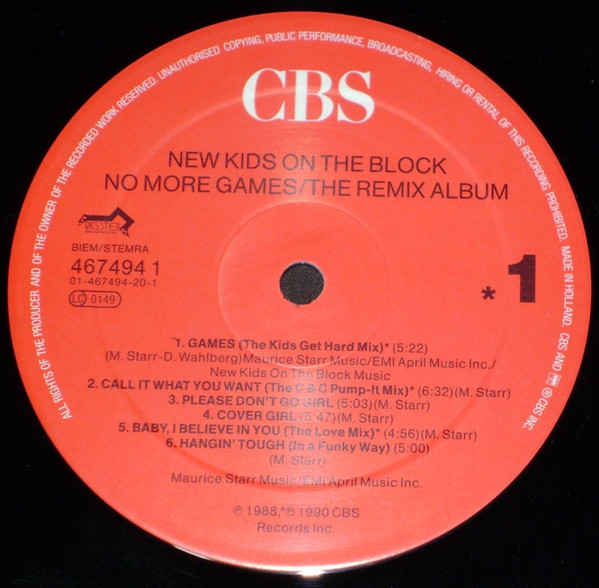 ALL RIGHTS OF THE PRODUCER AND OF THE OWNER OF THE RECORDED WORK RESERVED. UNAUTHORISED COPYING, PUBLIC PERFORMANCE, BROADCASTING, HIRING OR RENTAL OF THIS RECORDING PROHIBITED. MADE IN HOLLAND. CBS AND ℗ CBS INC.
CBS
NEW KIDS ON THE BLOCK
NO MORE GAMES/THE REMIX ALBUM
BIEM/STEMRA
467494 1
01-467494-20-1
LC 0149
* 1
1. GAMES (The Kids Get Hard Mix)* (5:22)
(M. Starr-D. Wahlberg)Maurice Starr Music/EMI April Music Inc./
New Kids On The Block Music
2. CALL IT WHAT YOU WANT (The C & C Pump-It Mix)* (6:32)(M. Starr)
3. PLEASE DON'T GO GIRL (5:03)(M. Starr)
4. COVER GIRL (5:47)(M. Starr)
5. BABY, I BELIEVE IN YOU (The Love Mix)* (4:56)(M. Starr)
6. HANGIN' TOUGH (In a Funky Way) (5:00)
(M. Starr)
Maurice Starr Music/EMI April Music Inc.
℗ 1988,*℗ 1990 CBS
Records Inc.